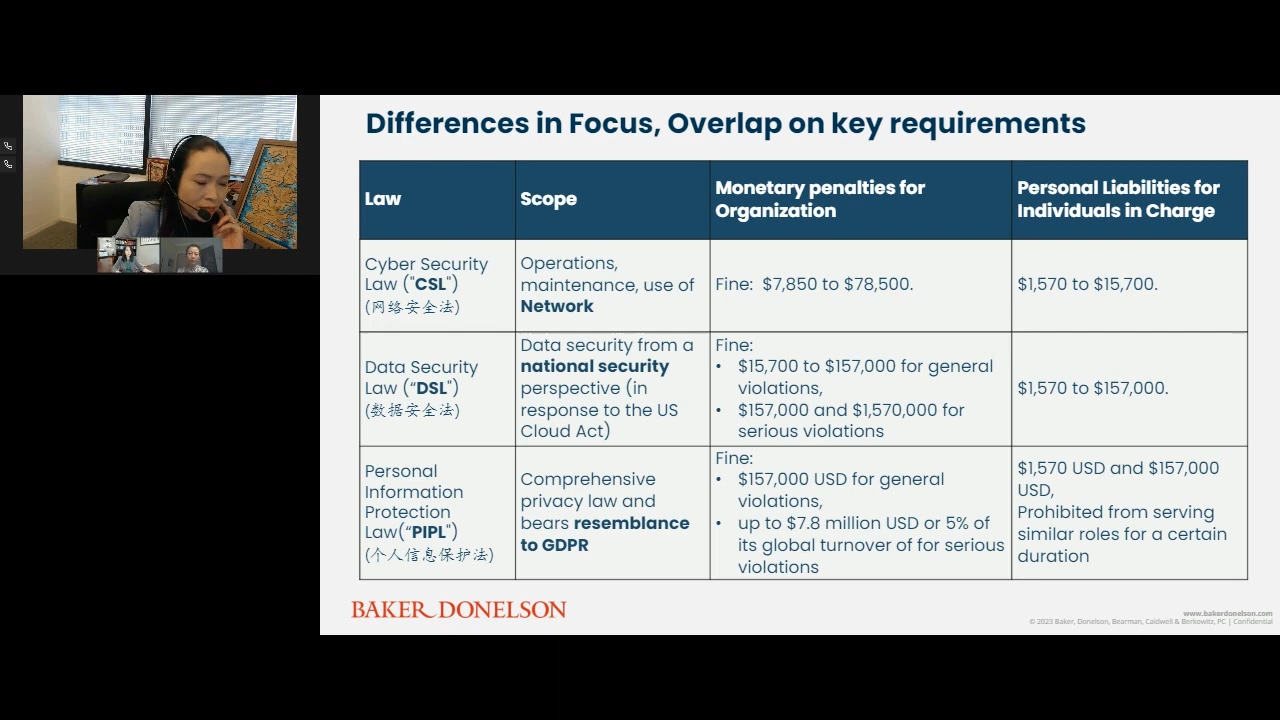 Differences in Focus, Overlap on key requirements
Law
Scope
Monetary penalties for
Organization
Personal Liabilities for
Individuals in Charge
Cyber Security
Law ("CSL")
(网络安全法)
Operations,
maintenance, use of
Network
Fine: $7,850 to $78,500.
$1,570 to $15,700.
Data Security
Law (“DSL")
(数据安全法)
Data security from a
national security
perspective (in
response to the US
Cloud Act)
Fine:
• $15,700 to $157,000 for general
violations,
• $157,000 and $1,570,000 for
serious violations
$1,570 to $157,000.
Personal
Information
Protection
Law(“PIPL")
(个人信息保护法)
Comprehensive
privacy law and
bears resemblance
to GDPR
Fine:
• $157,000 USD for general
violations,
• up to $7.8 million USD or 5% of
its global turnover of for serious
violations
$1,570 USD and $157,000
USD,
Prohibited from serving
similar roles for a certain
duration
BAKER DONELSON
www.bakerdonelson.com
© 2023 Baker, Donelson, Bearman, Caldwell & Berkowitz, PC | Confidential